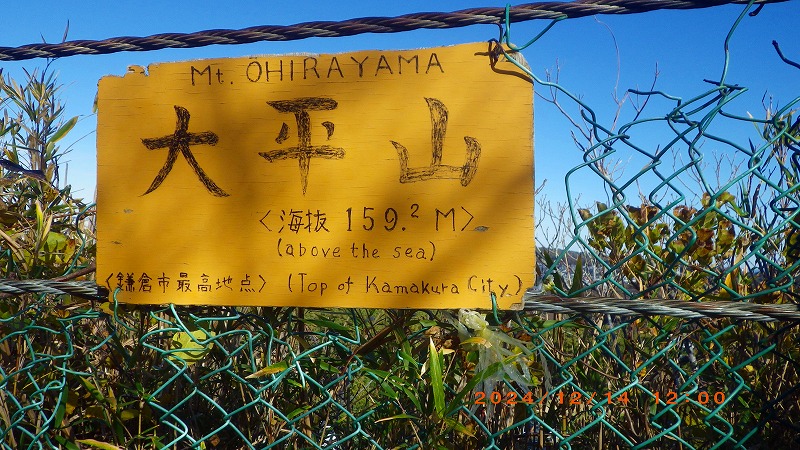 Mt. OHIRAYAMA
大平山
<海抜 159.2 M>
(above the sea)
<鎌倉市最高地点> (Top of Kamakura City)
2024/12/14 12:00